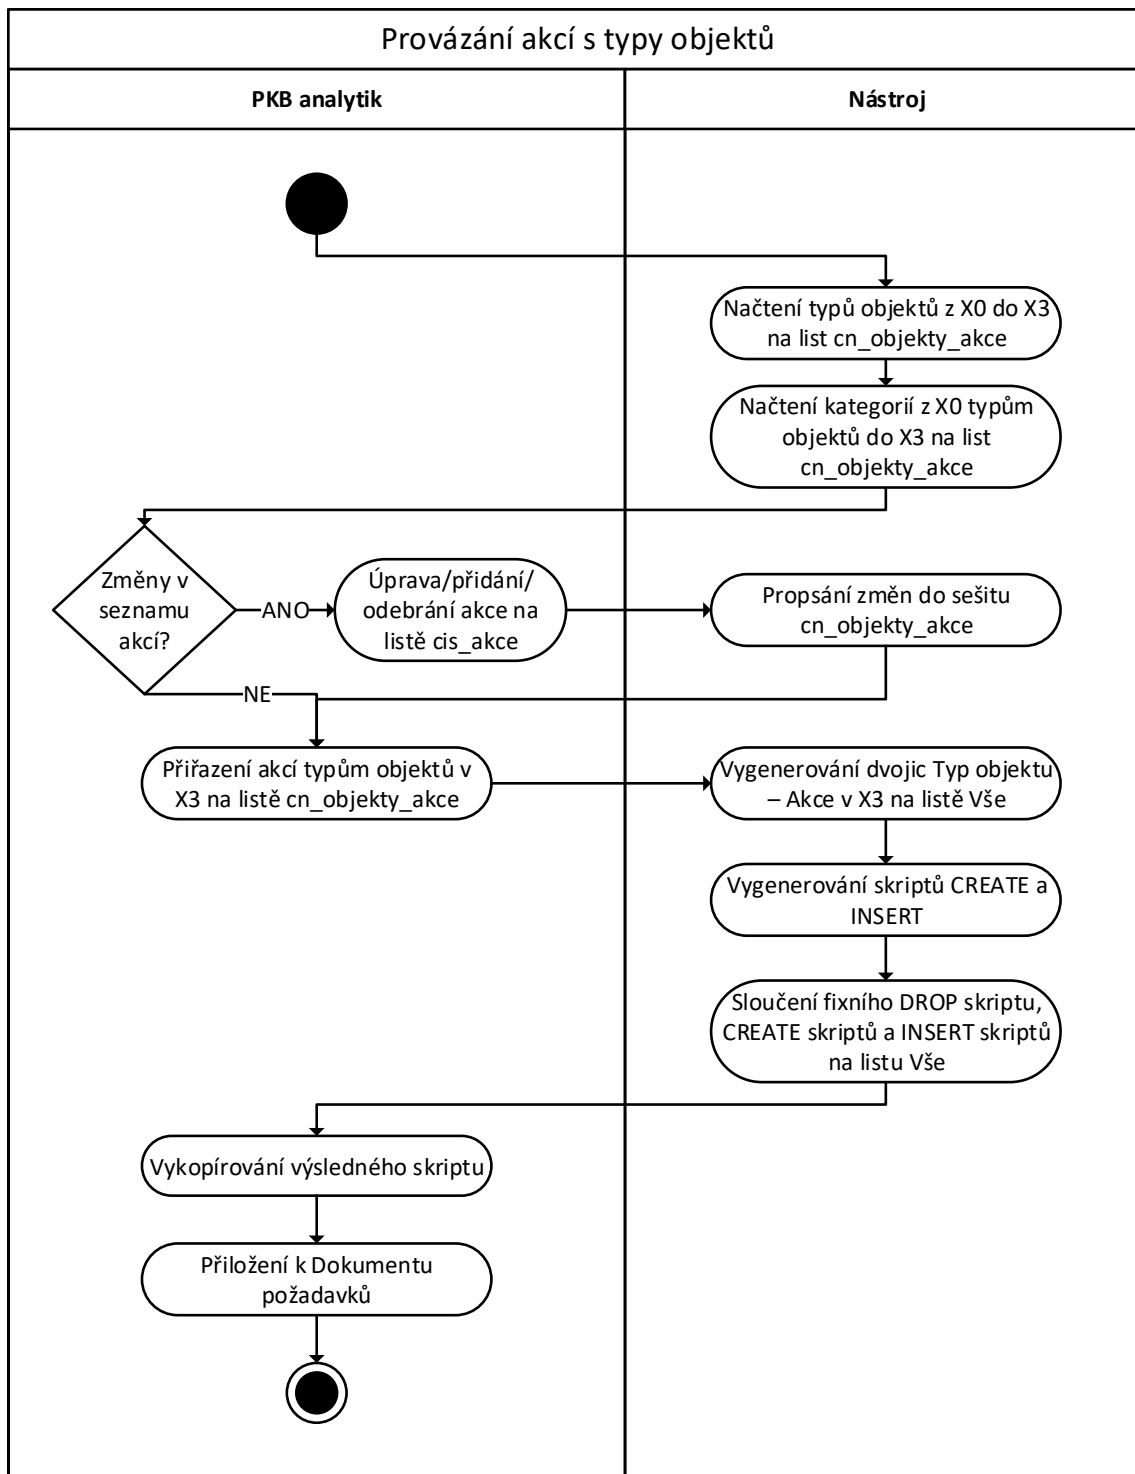 Provázání akcí s typy objektů
PKB analytik
Nástroj
Načtení typů objektů z X0 do X3
na list cn_objekty_akce
Načtení kategorií z X0 typům
objektů do X3 na list
cn_objekty_akce
Změny v
seznamu
akcí?
ANO
Úprava/přidání/
odebrání akce na
listě cis_akce
Propsání změn do sešitu
cn_objekty_akce
NE
Přiřazení akcí typům objektů v
X3 na listě cn_objekty_akce
Vygenerování dvojic Typ objektu
– Akce v X3 na listě Vše
Vygenerování skriptů CREATE a
INSERT
Sloučení fixního DROP skriptu,
CREATE skriptů a INSERT skriptů
na listu Vše
Vykopírování výsledného skriptu
Přiložení k Dokumentu
požadavků